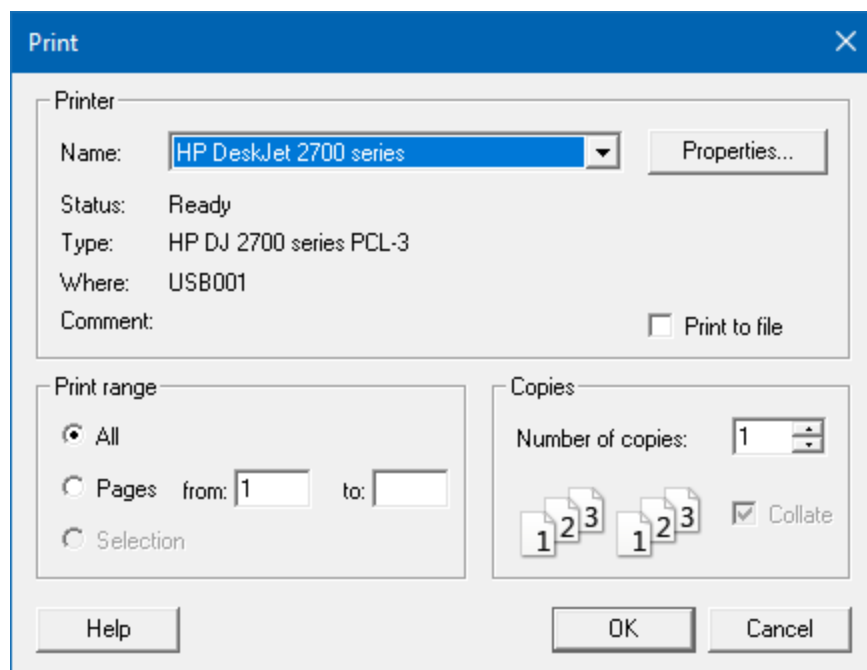 Print
Printer
Name: HP DeskJet 2700 series Properties...
Status: Ready
Type: HP DJ 2700 series PCL-3
Where: USB001
Comment: Print to file
Print range
All
Pages from: 1 to:
Selection
Copies
Number of copies: 1
1 2 3 1 2 3 Collate
Help OK Cancel